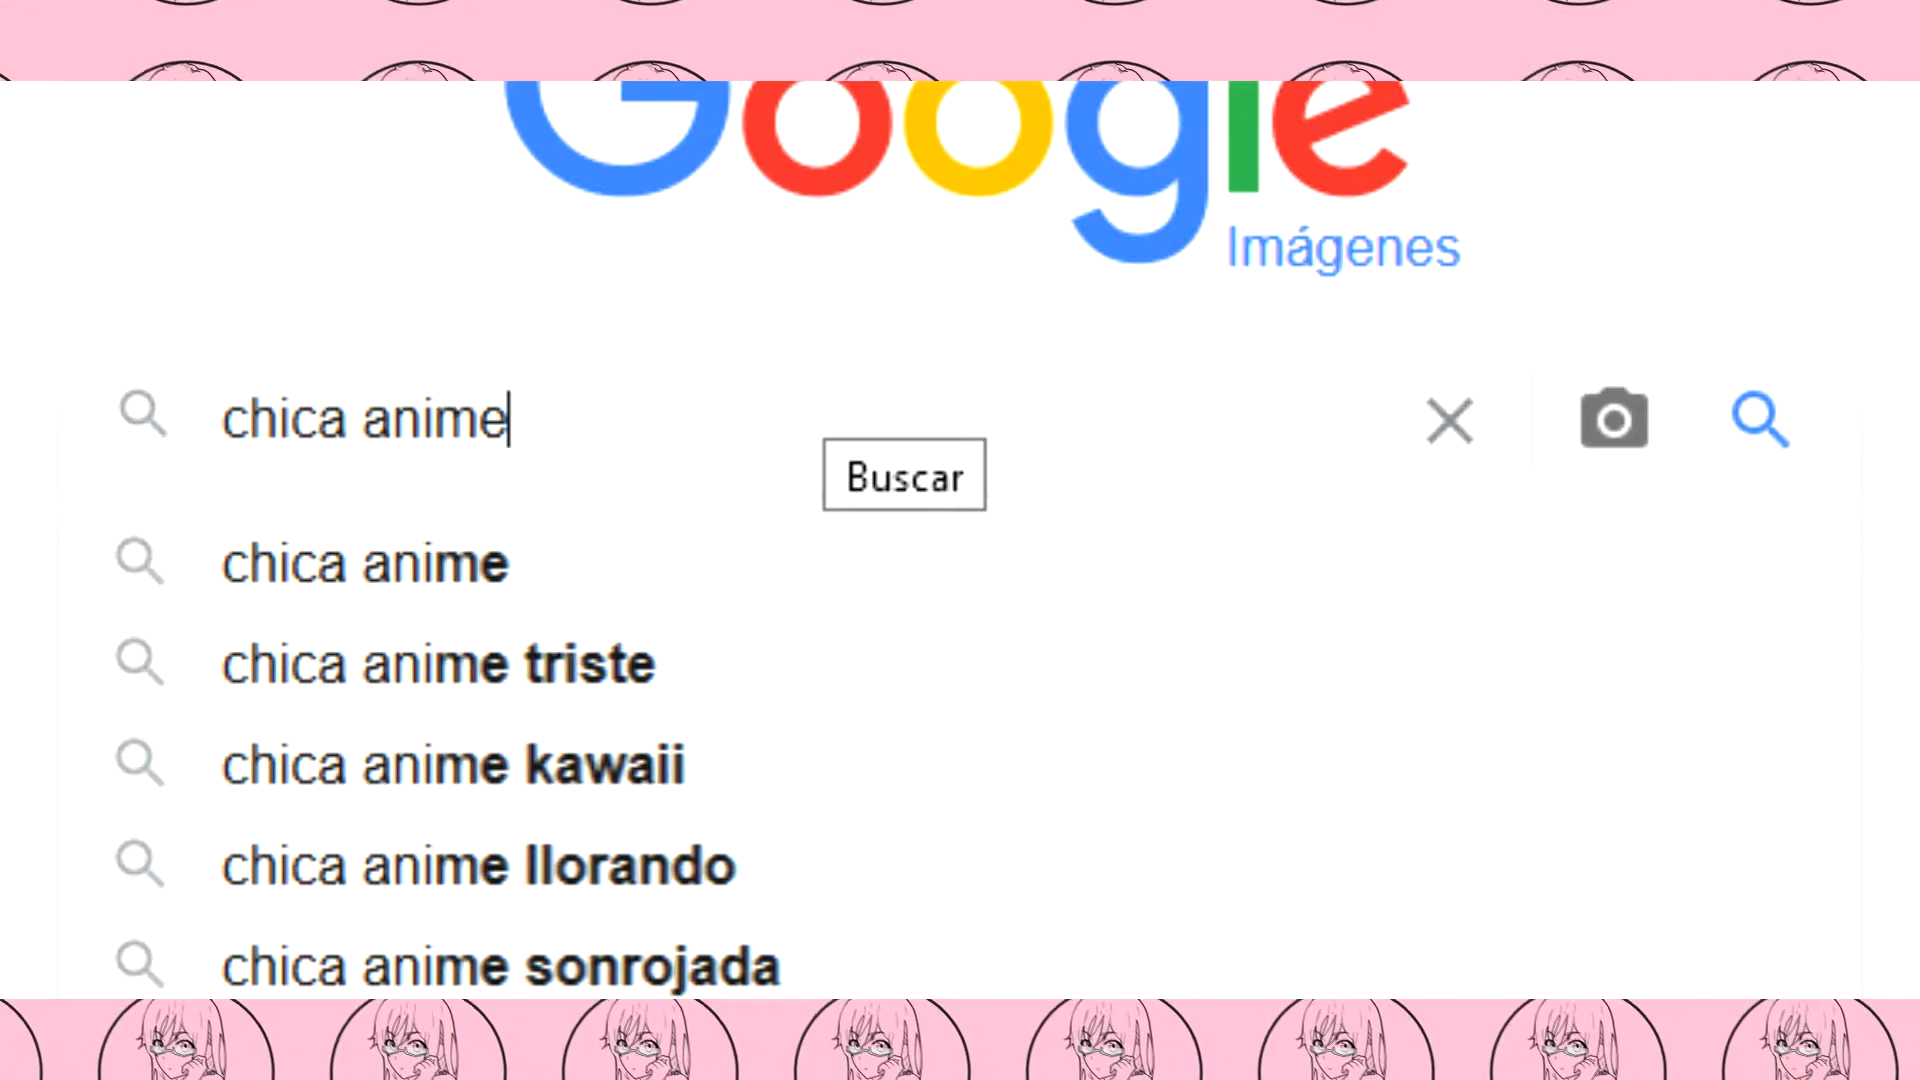 Google
Imágenes
chica anime
Buscar
chica anime
chica anime triste
chica anime kawaii
chica anime llorando
chica anime sonrojada